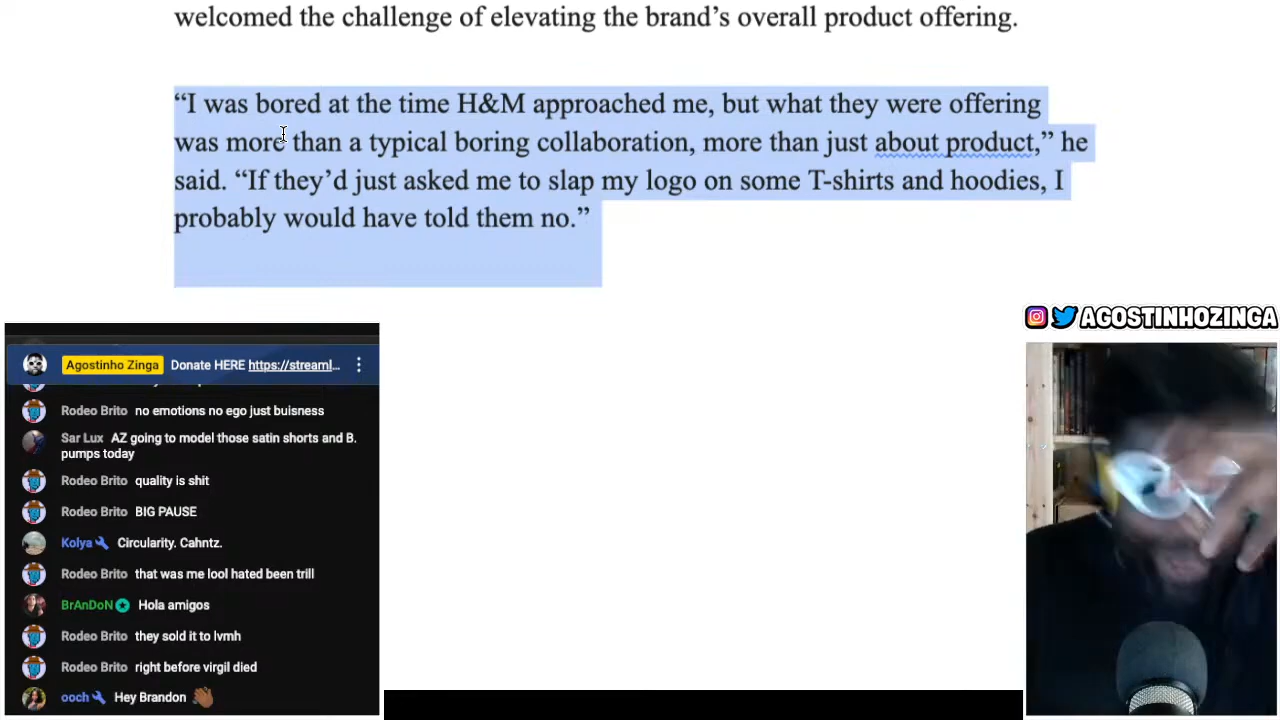 welcomed the challenge of elevating the brand’s overall product offering.
“I was bored at the time H&M approached me, but what they were offering
was more than a typical boring collaboration, more than just about product,” he
said. “If they’d just asked me to slap my logo on some T-shirts and hoodies, I
probably would have told them no.”
AGOSTINHOZINGA
Agostinho Zinga Donate HERE https://streaml...
Rodeo Brito no emotions no ego just buisness
Sar Lux AZ going to model those satin shorts and B.
pumps today
Rodeo Brito quality is shit
Rodeo Brito BIG PAUSE
Kolya Circularity. Cahntz.
Rodeo Brito that was me lool hated been trill
BrAnDoN Hola amigos
Rodeo Brito they sold it to lvmh
Rodeo Brito right before virgil died
ooch Hey Brandon